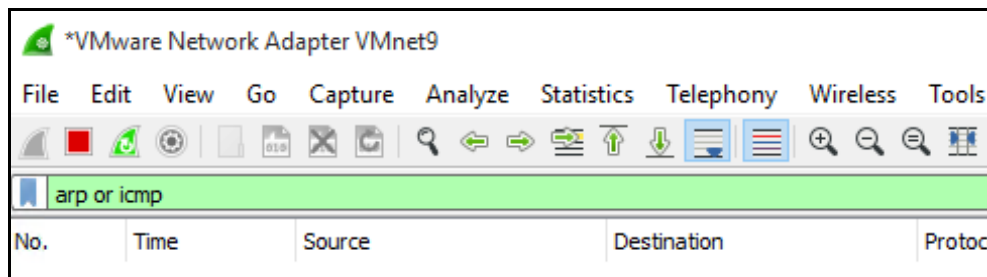 *VMware Network Adapter VMnet9
File Edit View Go Capture Analyze Statistics Telephony Wireless Tools
arp or icmp
No. Time Source Destination Protoc